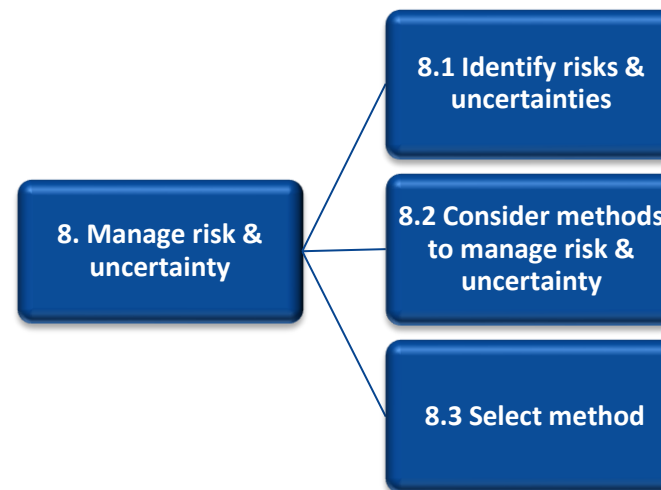 8.1 Identify risks &
uncertainties
8. Manage risk &
uncertainty
8.2 Consider methods
to manage risk &
uncertainty
8.3 Select method